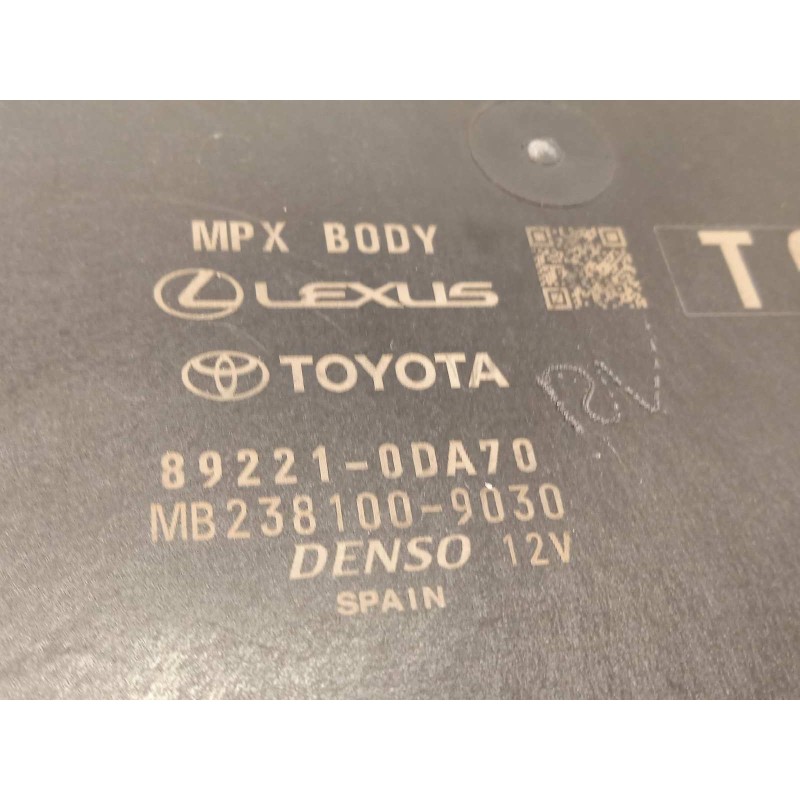 MPX BODY
LEXUS
TOYOTA
89221-0DA70
MB238100-9030
DENSO 12V
SPAIN